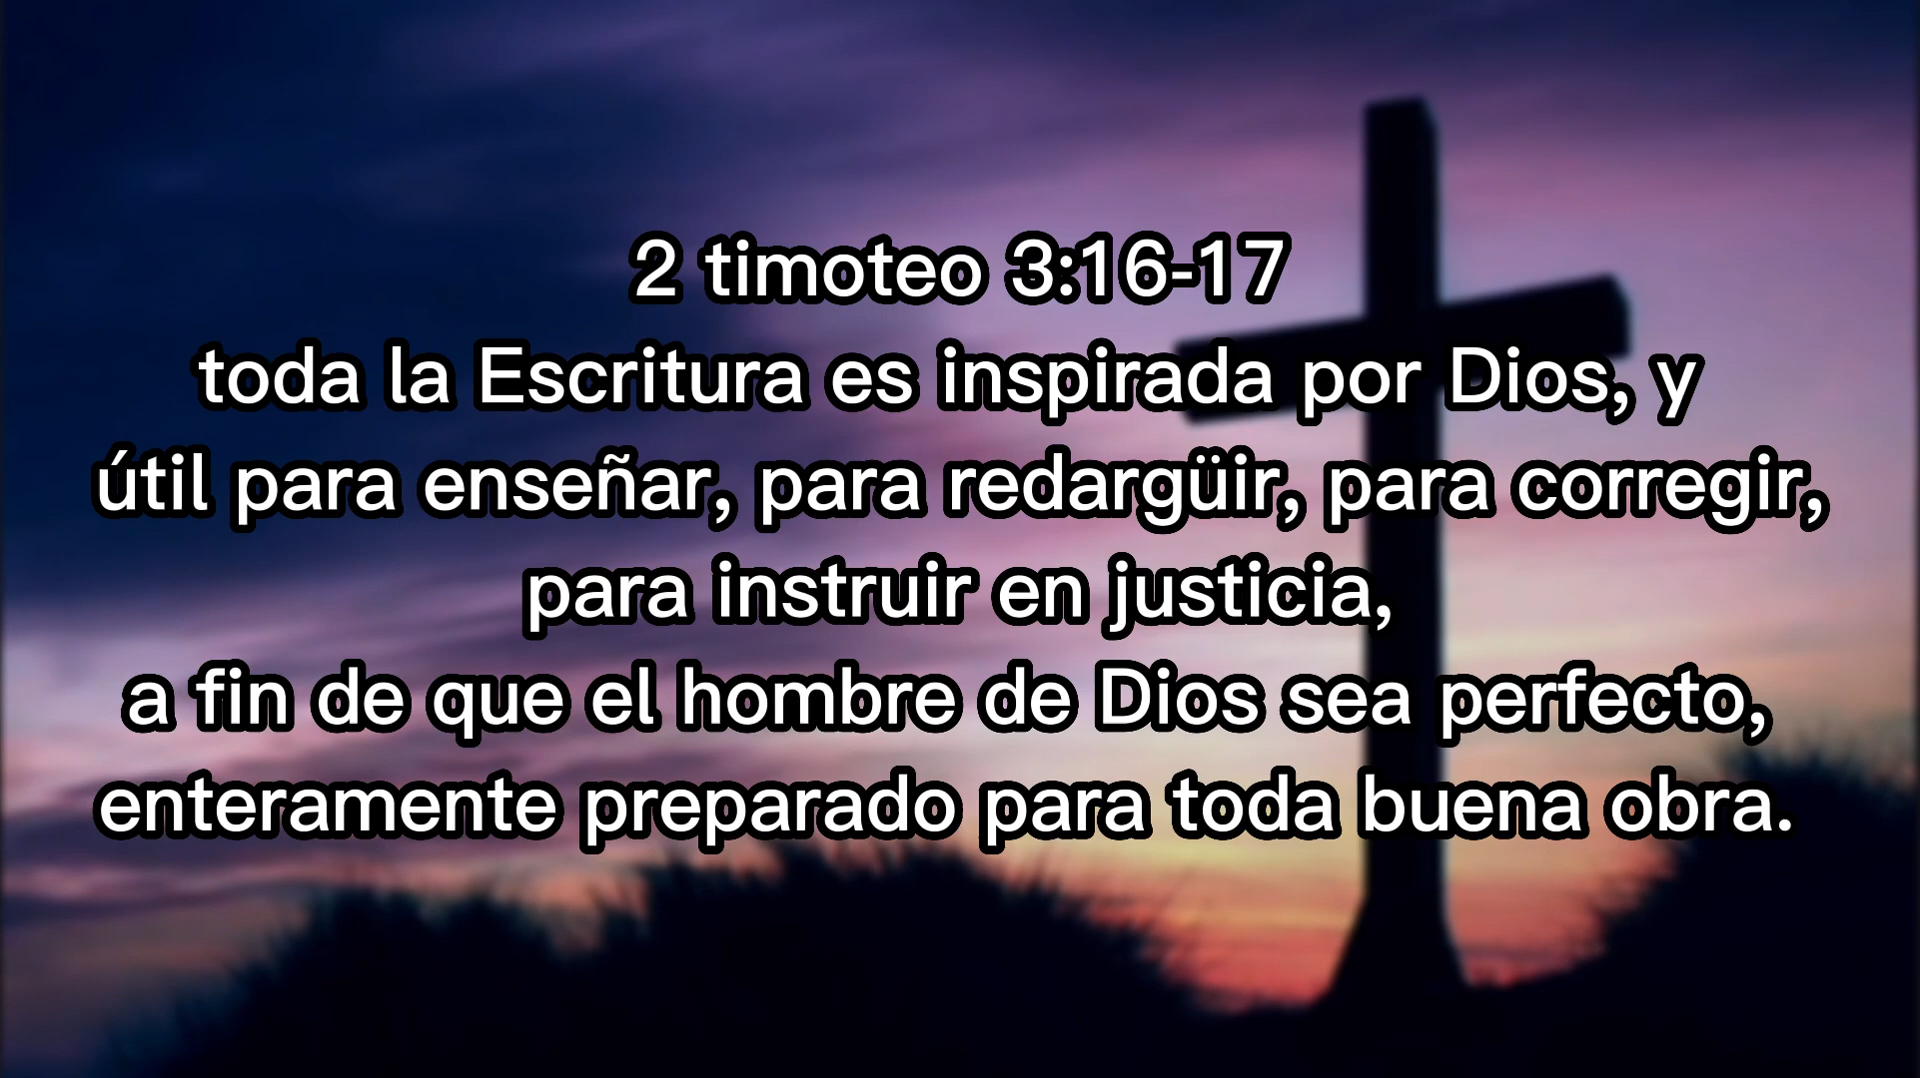 2 timoteo 3:16-17
toda la Escritura es inspirada por Dios, y
útil para enseñar, para redargüir, para corregir,
para instruir en justicia,
a fin de que el hombre de Dios sea perfecto,
enteramente preparado para toda buena obra.